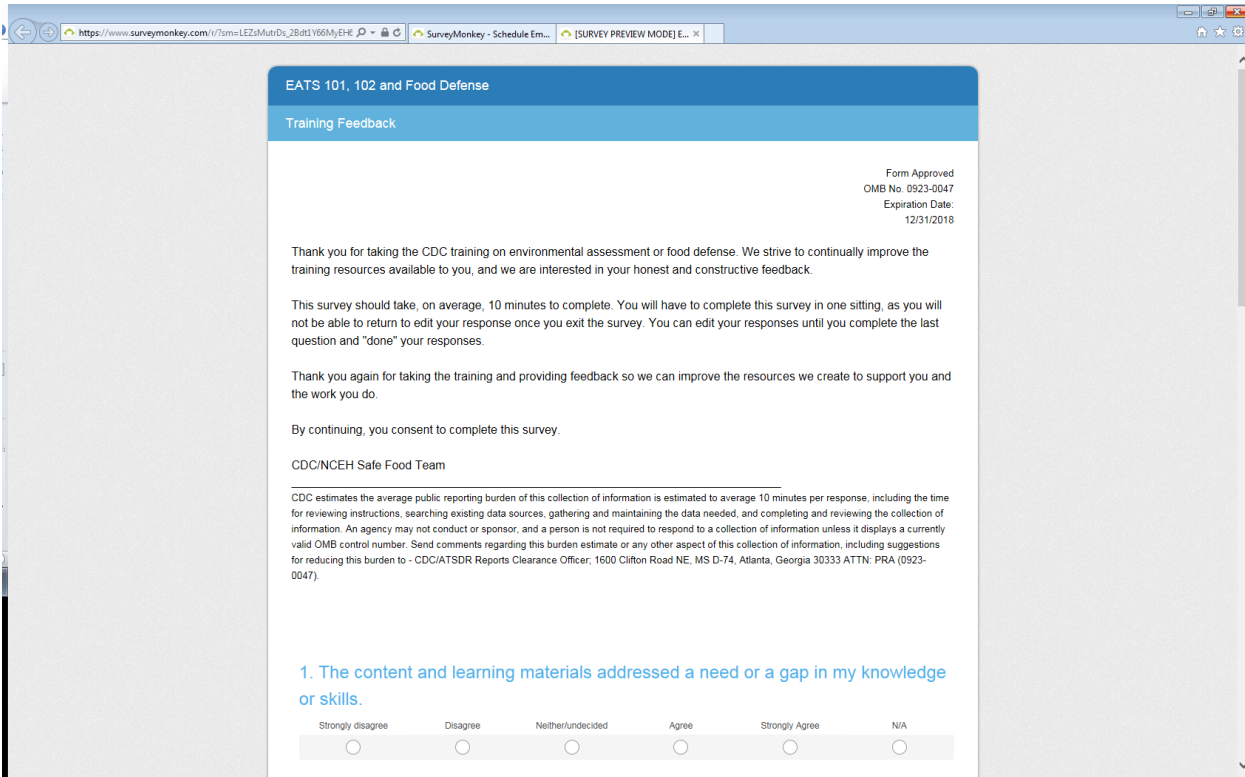 https://www.surveymonkey.com/r/?sm=LEZsMutrDs_2Bdt1Y66MyEH6
SurveyMonkey - Schedule Em...
[SURVEY PREVIEW MODE] E...
EATS 101, 102 and Food Defense
Training Feedback
Form Approved
OMB No. 0923-0047
Expiration Date:
12/31/2018
Thank you for taking the CDC training on environmental assessment or food defense. We strive to continually improve the
training resources available to you, and we are interested in your honest and constructive feedback.
This survey should take, on average, 10 minutes to complete. You will have to complete this survey in one sitting, as you will
not be able to return to edit your response once you exit the survey. You can edit your responses until you complete the last
question and "done" your responses.
Thank you again for taking the training and providing feedback so we can improve the resources we create to support you and
the work you do.
By continuing, you consent to complete this survey.
CDC/NCEH Safe Food Team
CDC estimates the average public reporting burden of this collection of information is estimated to average 10 minutes per response, including the time
for reviewing instructions, searching existing data sources, gathering and maintaining the data needed, and completing and reviewing the collection of
information. An agency may not conduct or sponsor, and a person is not required to respond to a collection of information unless it displays a currently
valid OMB control number. Send comments regarding this burden estimate or any other aspect of this collection of information, including suggestions
for reducing this burden to - CDC/ATSDR Reports Clearance Officer; 1600 Clifton Road NE, MS D-74, Atlanta, Georgia 30333 ATTN: PRA (0923-
0047).
1. The content and learning materials addressed a need or a gap in my knowledge
or skills.
Strongly disagree Disagree Neither/undecided Agree Strongly Agree N/A